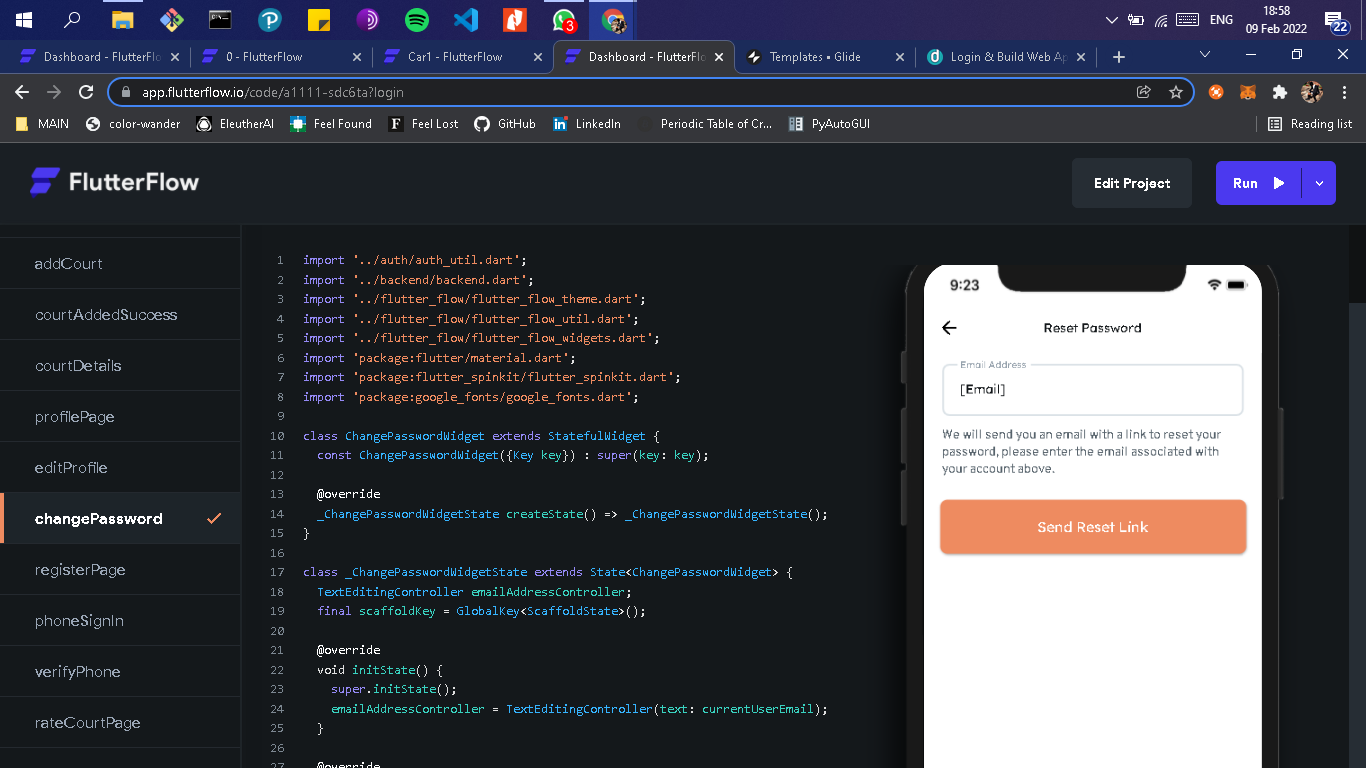 3
ENG
18:58
09 Feb 2022
22
Dashboard - FlutterFlo
0 - FlutterFlow
Car1 - FlutterFlow
Dashboard - FlutterFlo
Templates • Glide
Login & Build Web Ap
app.flutterflow.io/code/a1111-sdc6ta?login
MAIN
color-wander
EleutherAI
Feel Found
F Feel Lost
GitHub
in LinkedIn
Periodic Table of Cr...
PyAutoGUI
Reading list
FlutterFlow
Edit Project
Run
addCourt
courtAddedSuccess
courtDetails
profilePage
editProfile
changePassword
registerPage
phoneSignIn
verifyPhone
rateCourtPage
1 import '../auth/auth_util.dart';
2 import '../backend/backend.dart';
3 import '../flutter_flow/flutter_flow_theme.dart';
4 import '../flutter_flow/flutter_flow_util.dart';
5 import '../flutter_flow/flutter_flow_widgets.dart';
6 import 'package:flutter/material.dart';
7 import 'package:flutter_spinkit/flutter_spinkit.dart';
8 import 'package:google_fonts/google_fonts.dart';
9
10 class ChangePasswordWidget extends StatefulWidget {
11 const ChangePasswordWidget({Key key}) : super(key: key);
12
13 @override
14 _ChangePasswordWidgetState createState() => _ChangePasswordWidgetState();
15 }
16
17 class _ChangePasswordWidgetState extends State<ChangePasswordWidget> {
18 TextEditingController emailAddressController;
19 final scaffoldKey = GlobalKey<ScaffoldState>();
20
21 @override
22 void initState() {
23 super.initState();
24 emailAddressController = TextEditingController(text: currentUserEmail);
25 }
26
27 @override
9:23
Reset Password
Email Address
[Email]
We will send you an email with a link to reset your
password, please enter the email associated with
your account above.
Send Reset Link